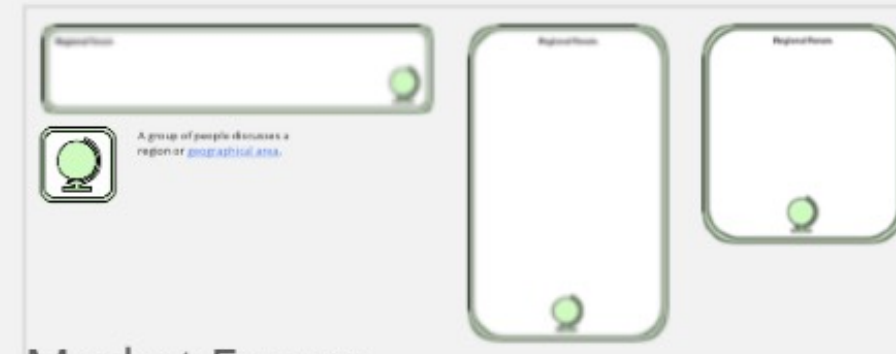 Regional Forum
Regional Forum
Regional Forum
A group of people discusses a
region or geographical area.